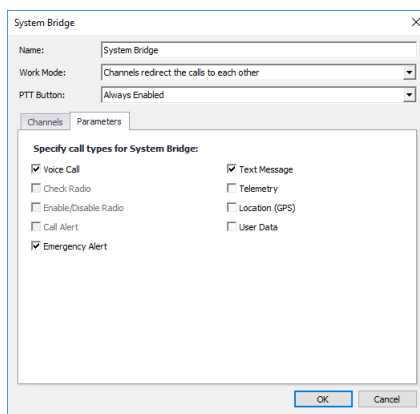 System Bridge
Name: System Bridge
Work Mode: Channels redirect the calls to each other
PTT Button: Always Enabled
Channels Parameters
Specify call types for System Bridge:
Voice Call Text Message
Check Radio Telemetry
Enable/Disable Radio Location (GPS)
Call Alert User Data
Emergency Alert
OK Cancel